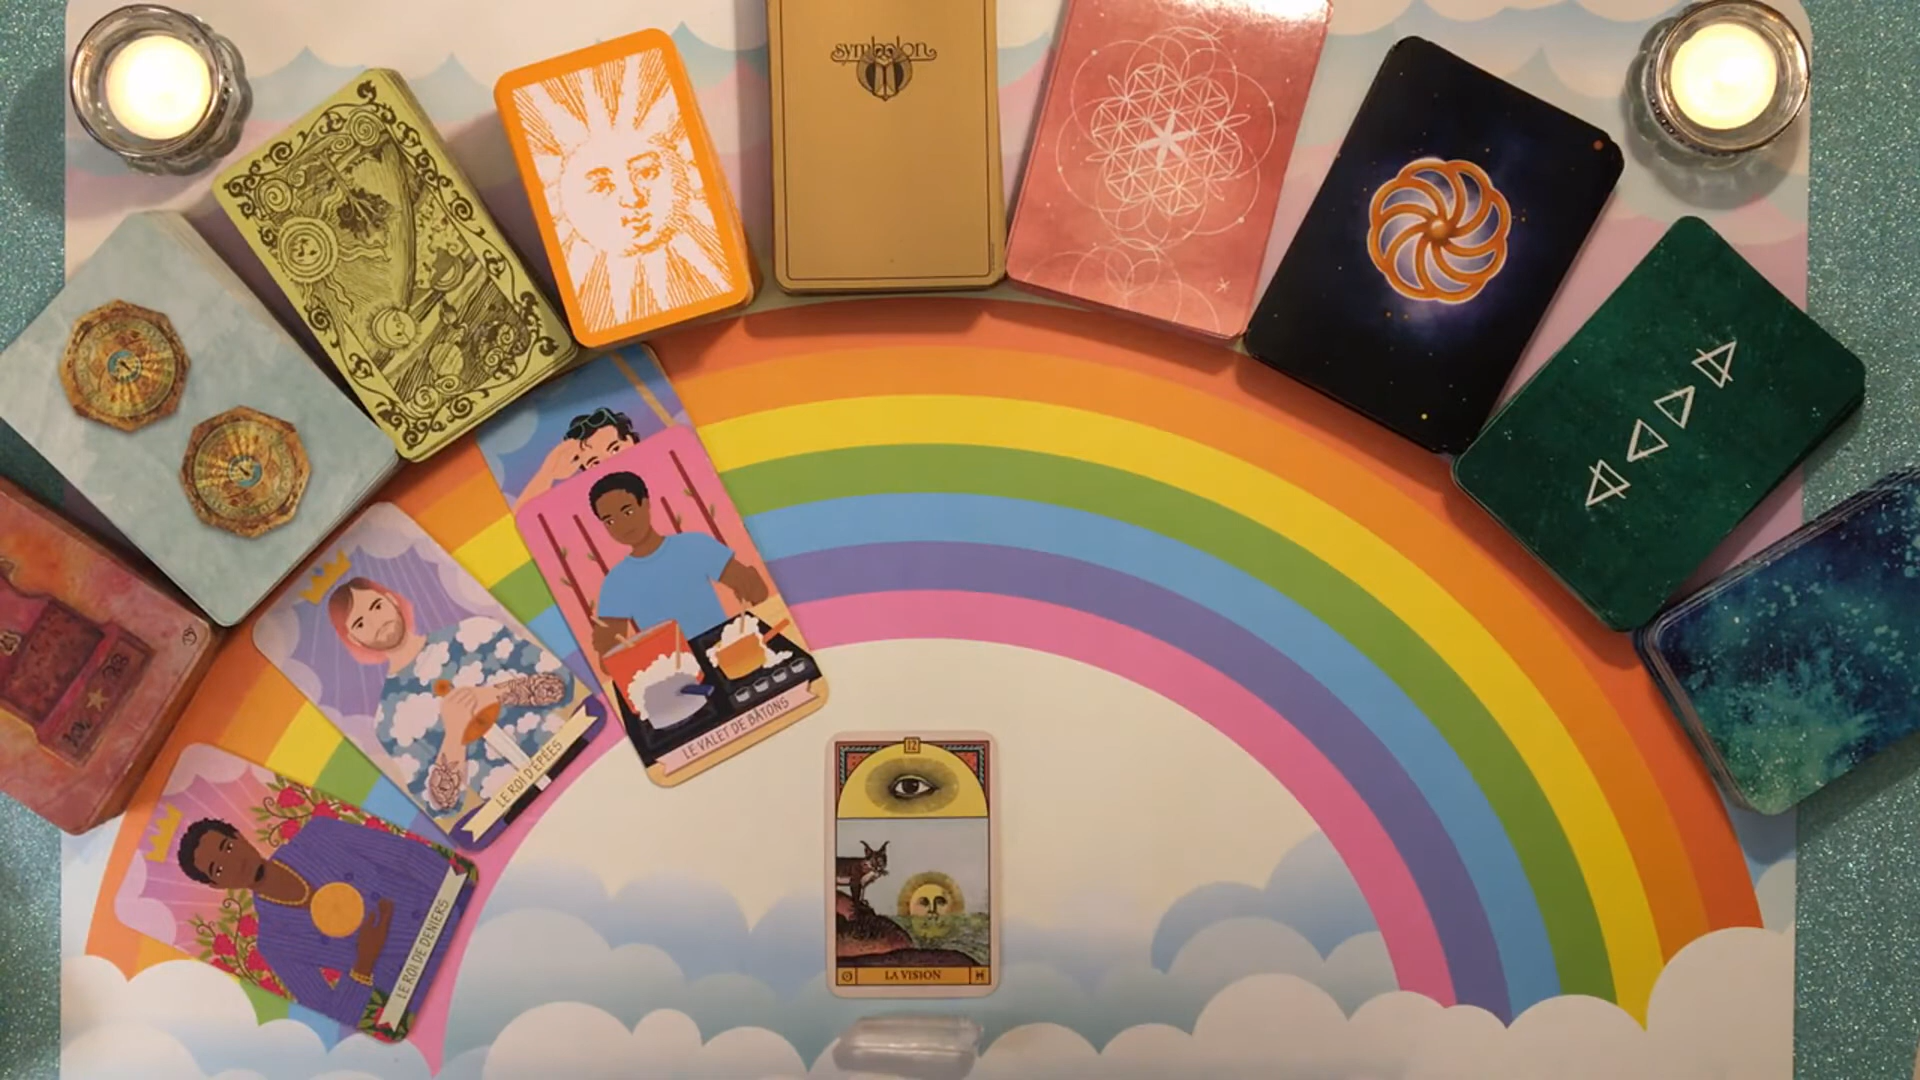 symbolon
LE VALET DE BÂTONS
LE ROI D'ÉPÉES
LE ROI DE DENIERS
12
LA VISION